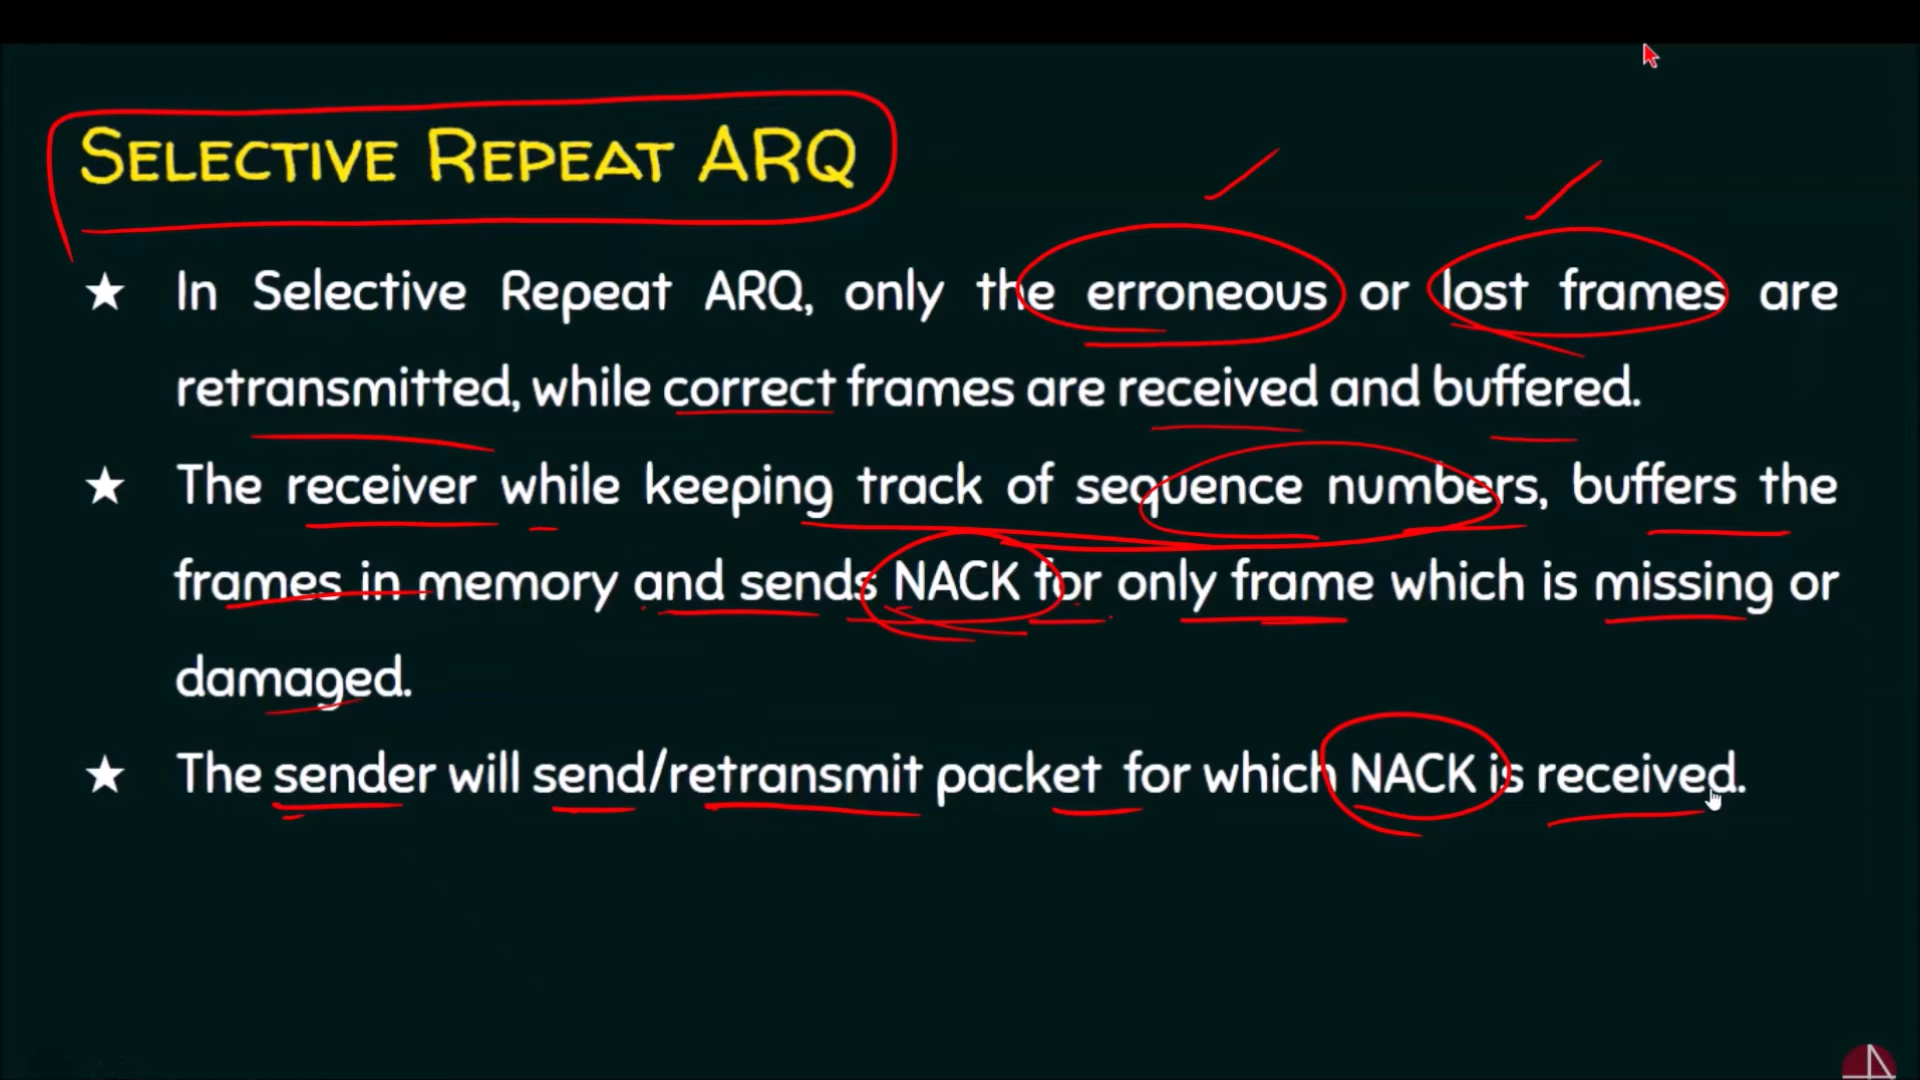 SELECTIVE REPEAT ARQ
★ In Selective Repeat ARQ, only the erroneous or lost frames are
retransmitted, while correct frames are received and buffered.
★ The receiver while keeping track of sequence numbers, buffers the
frames in memory and sends NACK for only frame which is missing or
damaged.
★ The sender will send/retransmit packet for which NACK is received.